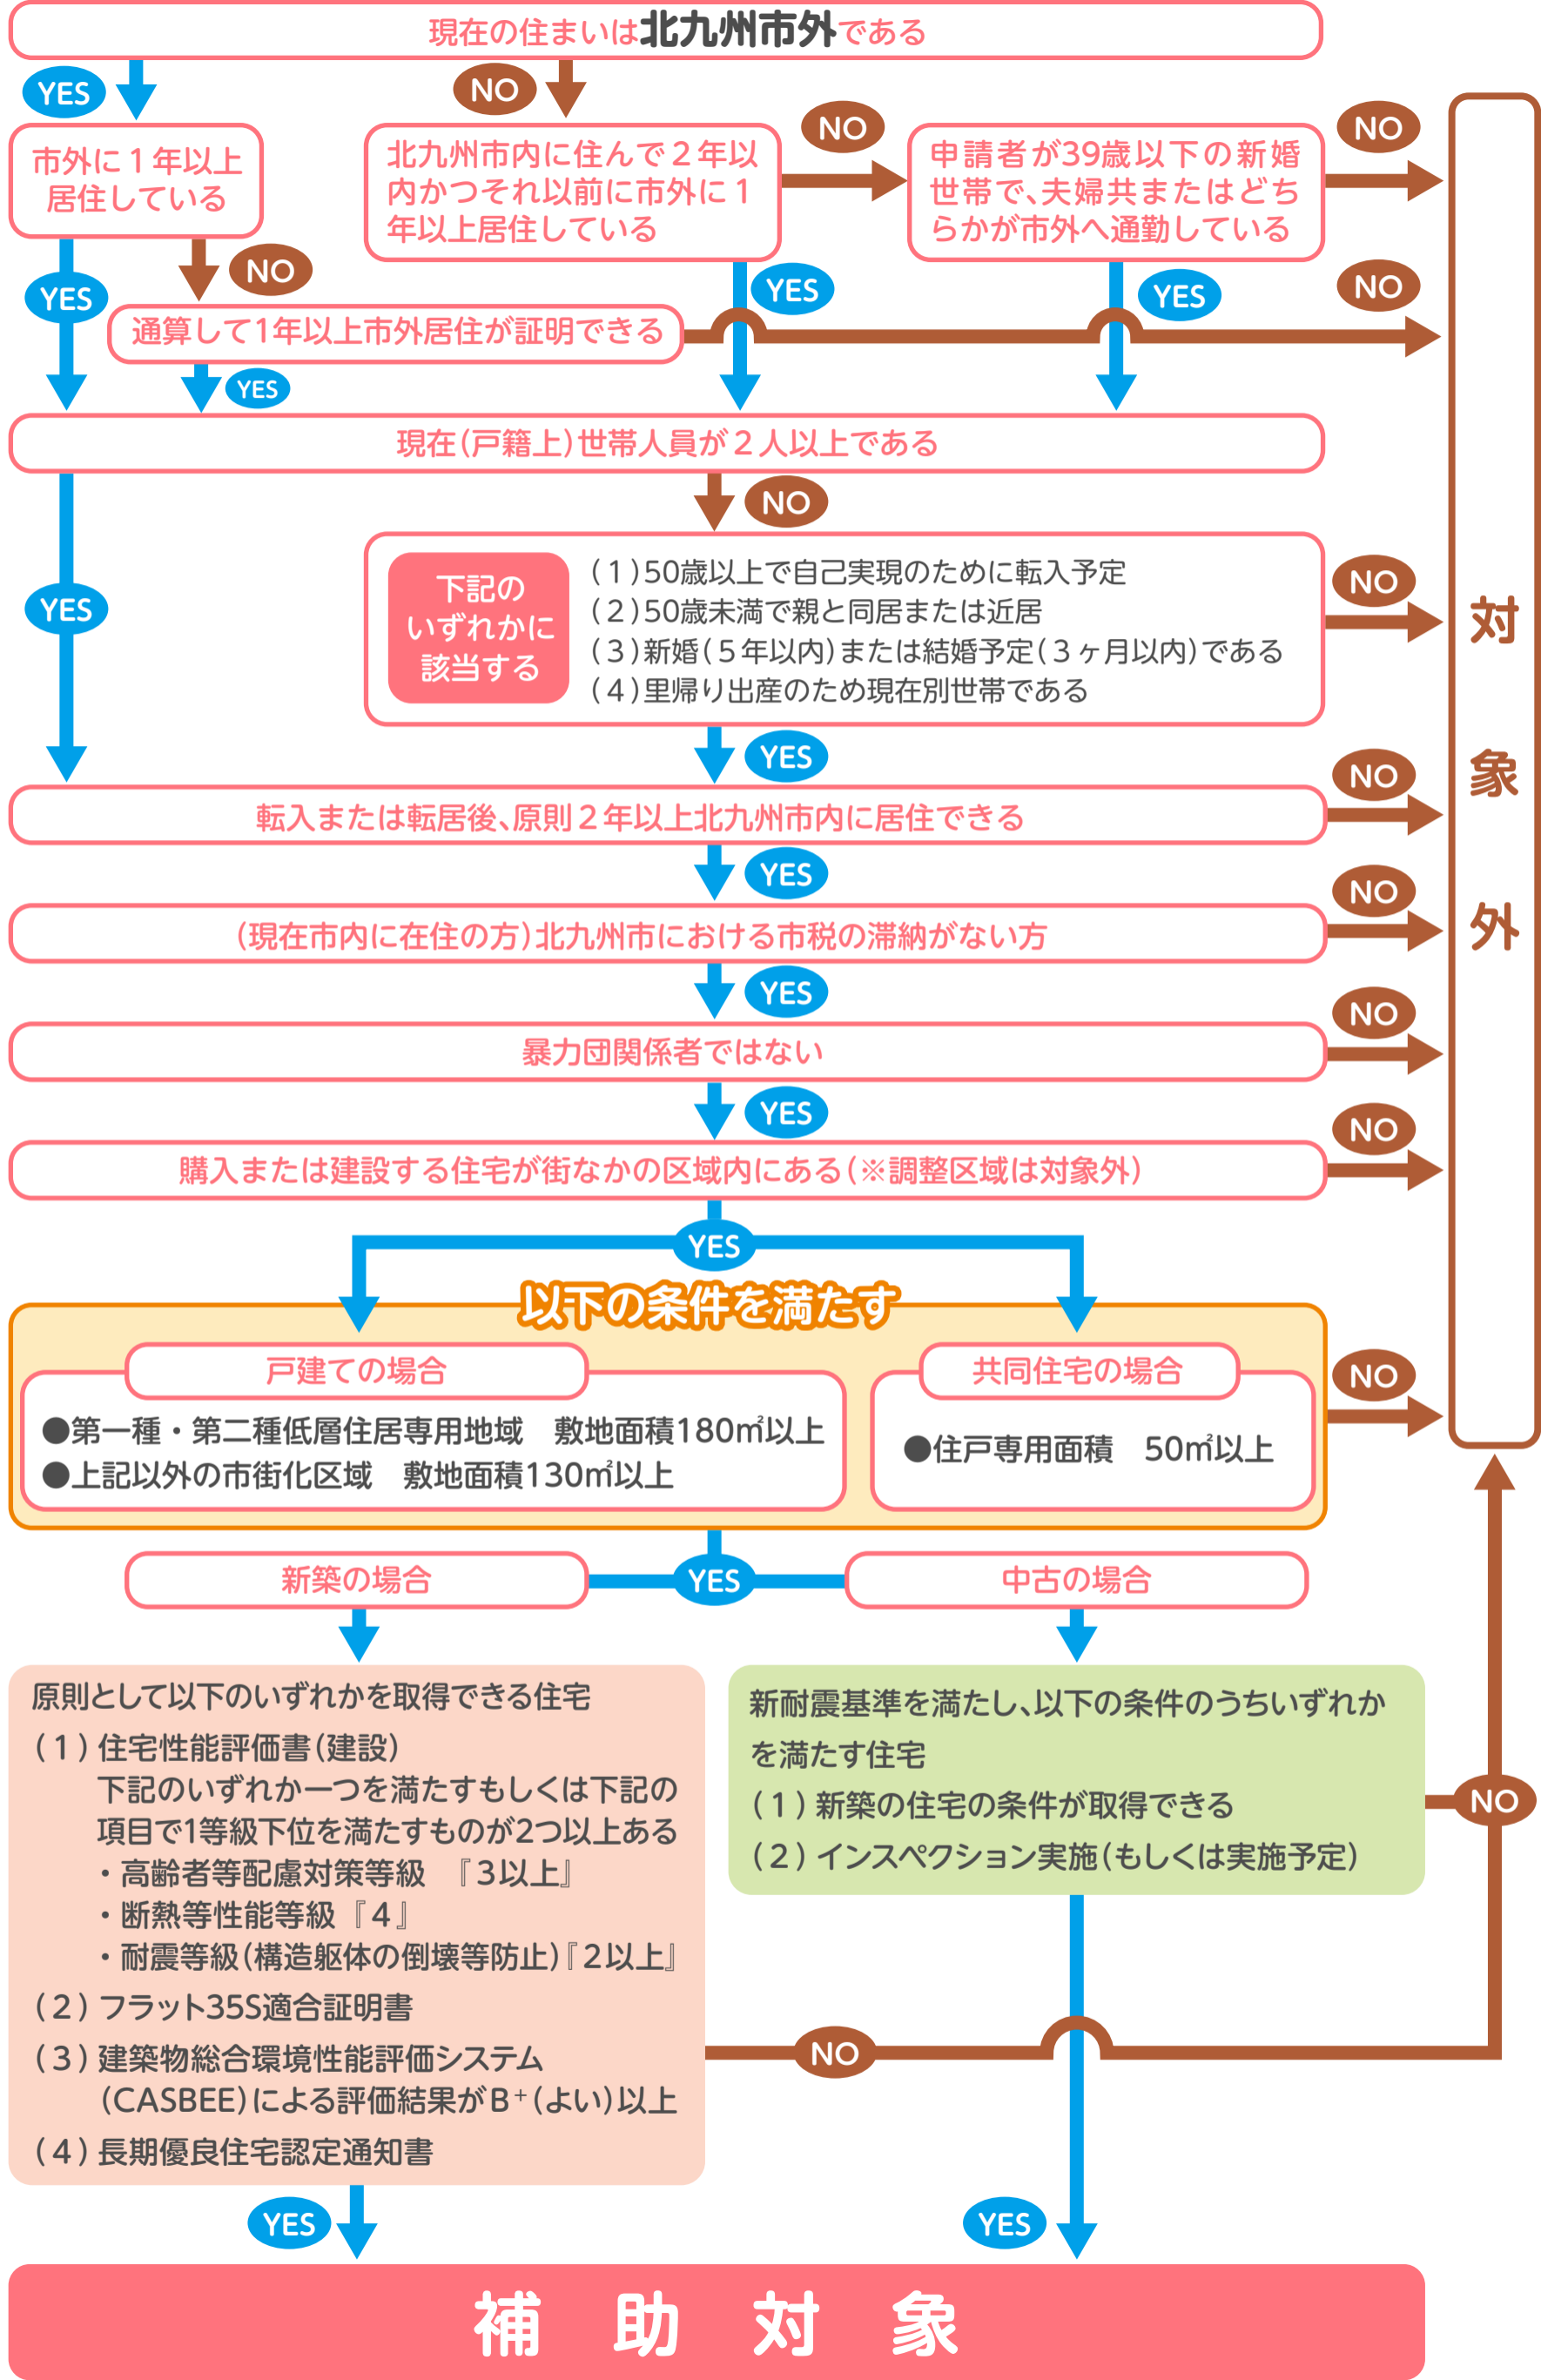 現在の住まいは北九州市外である
YES
NO
市外に１年以上
居住している
北九州市内に住んで２年以
内かつそれ以前に市外に１
年以上居住している
NO
申請者が39歳以下の新婚
世帯で、夫婦共またはどち
らかが市外へ通勤している
NO
YES
NO
YES
YES
NO
通算して1年以上市外居住が証明できる
YES
現在(戸籍上)世帯人員が２人以上である
YES
NO
下記の
いずれかに
該当する
(１)50歳以上で自己実現のために転入予定
(２)50歳未満で親と同居または近居
(３)新婚(５年以内)または結婚予定(３ヶ月以内)である
(４)里帰り出産のため現在別世帯である
NO
YES
転入または転居後、原則２年以上北九州市内に居住できる
NO
YES
(現在市内に在住の方)北九州市における市税の滞納がない方
NO
YES
暴力団関係者ではない
NO
YES
購入または建設する住宅が街なかの区域内にある(※調整区域は対象外)
NO
YES
対象外
以下の条件を満たす
戸建ての場合
●第一種・第二種低層住居専用地域　敷地面積180㎡以上
●上記以外の市街化区域　敷地面積130㎡以上
共同住宅の場合
●住戸専用面積　50㎡以上
NO
新築の場合
YES
中古の場合
原則として以下のいずれかを取得できる住宅
(１)住宅性能評価書(建設)
下記のいずれか一つを満たすもしくは下記の
項目で1等級下位を満たすものが2つ以上ある
・高齢者等配慮対策等級　『３以上』
・断熱等性能等級『４』
・耐震等級(構造躯体の倒壊等防止)『２以上』
(２)フラット35S適合証明書
(３)建築物総合環境性能評価システム
(CASBEE)による評価結果がＢ⁺(よい)以上
(４)長期優良住宅認定通知書
新耐震基準を満たし、以下の条件のうちいずれか
を満たす住宅
(１)新築の住宅の条件が取得できる
(２)インスペクション実施(もしくは実施予定)
NO
NO
YES
YES
補助対象